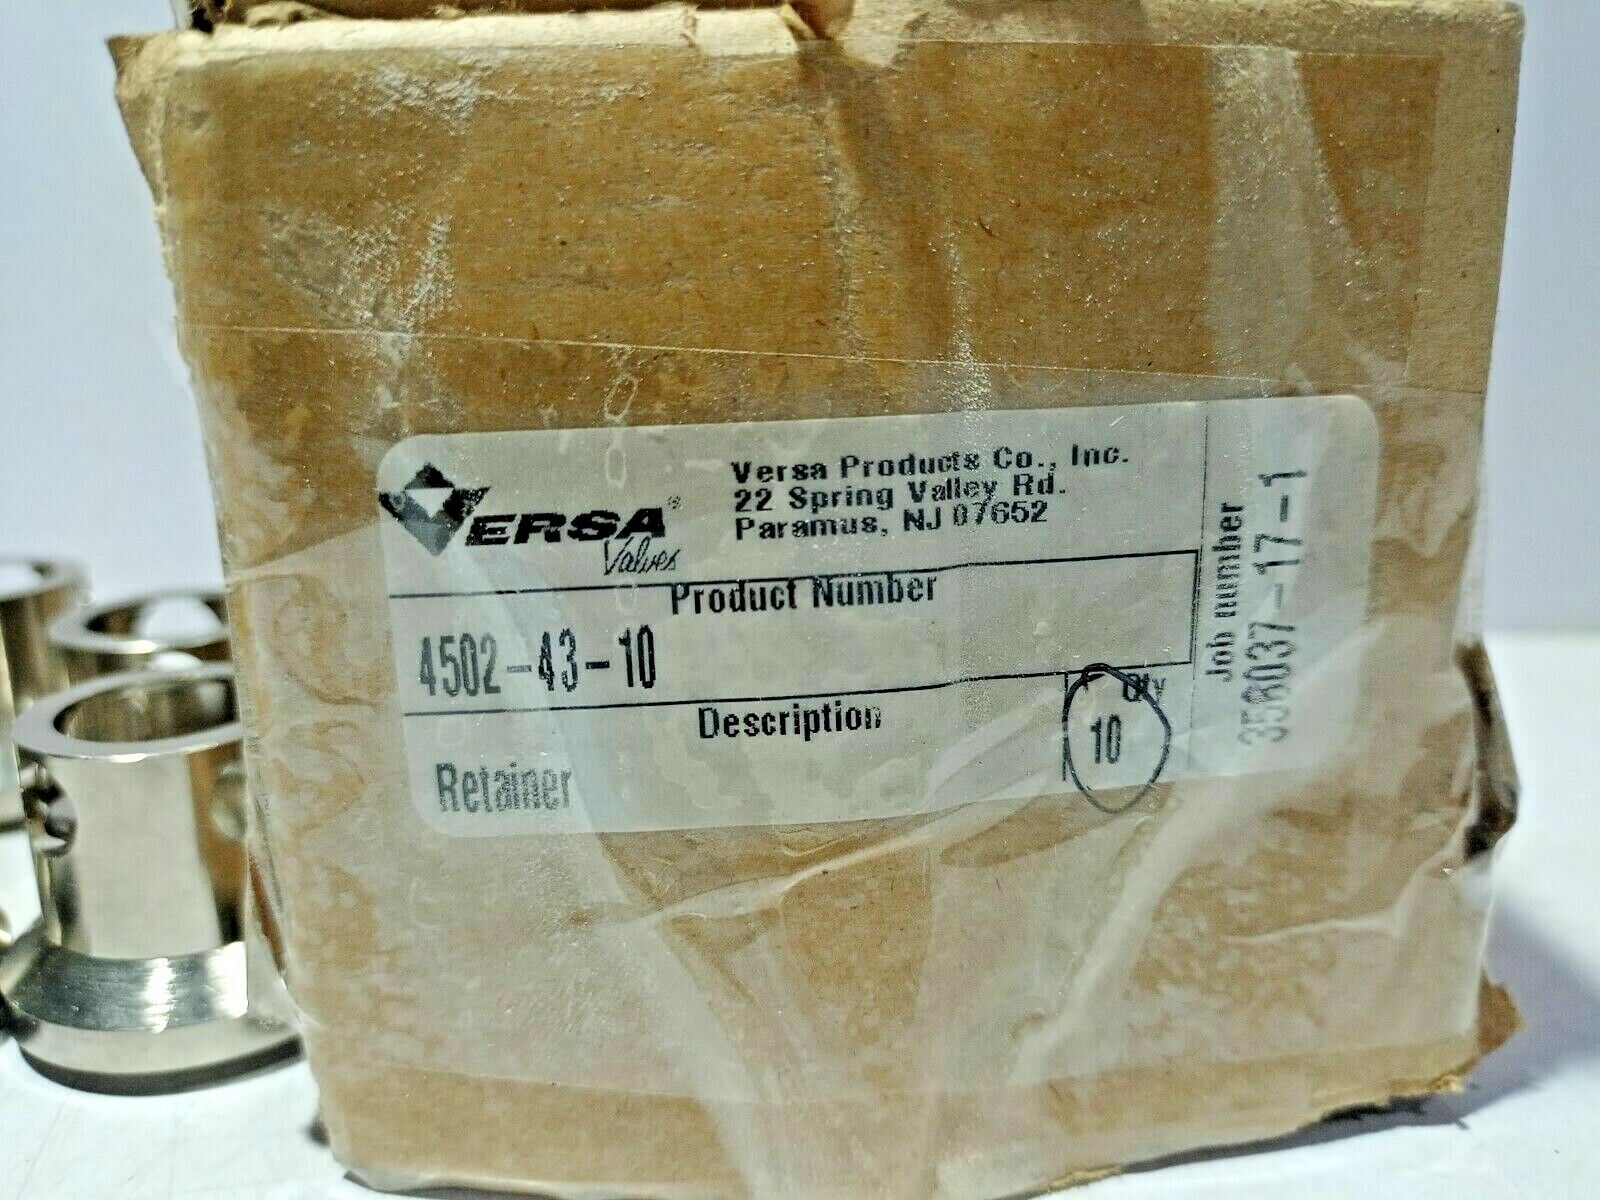 VERSA®
Valves
Versa Products Co., Inc.
22 Spring Valley Rd.
Paramus, NJ 07652
Product Number
4502-43-10
Description
Retainer
Qty
10
Job number
358037-17-1